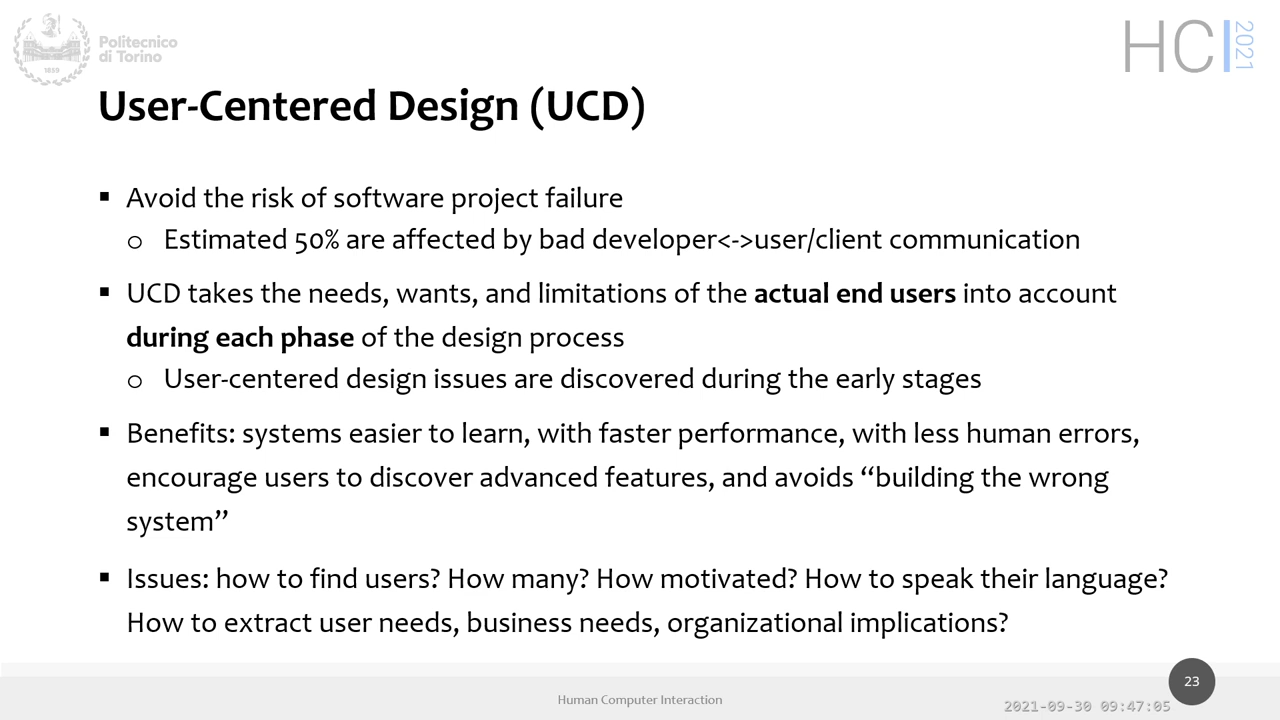 Politecnico
di Torino
1859
HCI 2021
User-Centered Design (UCD)
▪ Avoid the risk of software project failure
o Estimated 50% are affected by bad developer<->user/client communication
▪ UCD takes the needs, wants, and limitations of the actual end users into account
during each phase of the design process
o User-centered design issues are discovered during the early stages
▪ Benefits: systems easier to learn, with faster performance, with less human errors,
encourage users to discover advanced features, and avoids “building the wrong
system”
▪ Issues: how to find users? How many? How motivated? How to speak their language?
How to extract user needs, business needs, organizational implications?
23
Human Computer Interaction
2021-09-30 09:47:05